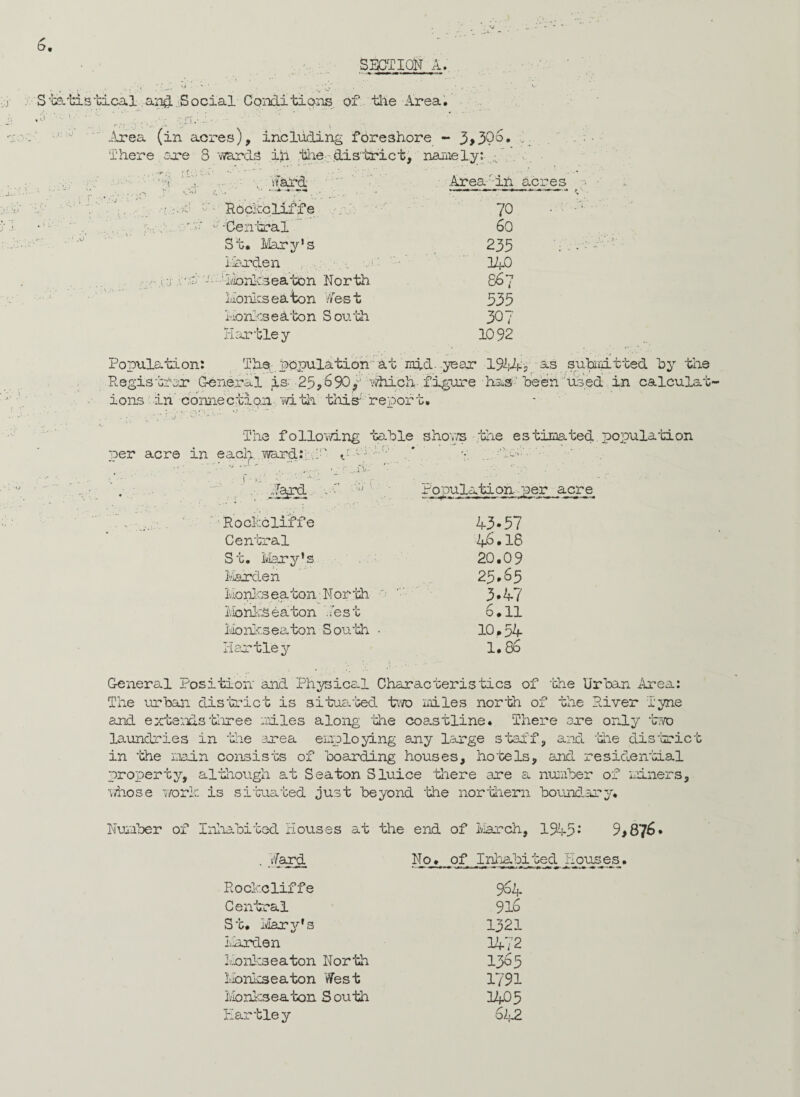 6.
SECTION A.
Statistical and Social Conditions of the Area.
Area (in acres), including foreshore - 3,306.
There are 8 wards in the district, namely:
Ward Area in acres
Rockcliffe 70
Central 60
St. Mary's 235
Marden 140
Monkseaton North 867
Monkseaton West 535
Monkseaton South 307
Hartley 1092
Population: The population at mid year 1944, as submitted by the
Registrar General is 25,690, which figure has been used in calculat-
ions in connection with this report.
The following table shows the estimated population
per acre in each ward:
Ward Population per acre
Rockcliffe 43.57
Central 46.18
St. Mary's 20.09
Marden 25.65
Monkseaton North 3.47
Monkseaton West 6.11
Monkseaton South 10.54
Hartley 1.86
General Position and Physical Characteristics of the Urban Area:
The urban district is situated two miles north of the River Tyne
and extends three miles along the coastline. There are only two
laundries in the area employing any large staff, and the district
in the main consists of boarding houses, hotels, and residential
property, although at Seaton Sluice there are a number of miners,
whose work is situated just beyond the northern boundary.
Number of Inhabited Houses at the end of March, 1945: 9,876.
Ward No. of Inhabited Houses.
Rockcliffe 964
Central 916
St. Mary's 1321
Marden 1472
Monkseaton North 1365
Monkseaton West 1791
Monkseaton South 1405
Hartley 642